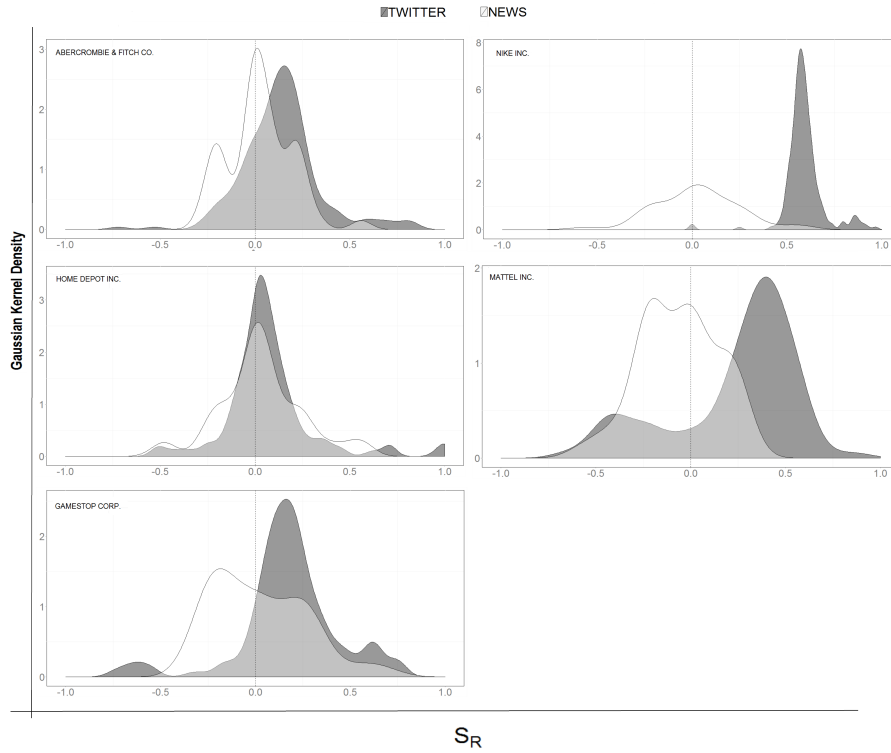 TWITTER NEWS
Gaussian Kernel Density
ABERCROMBIE & FITCH CO.
3
2
1
0
-1.0 -0.5 0.0 0.5 1.0
NIKE INC.
8
6
4
2
0
-1.0 -0.5 0.0 0.5 1.0
HOME DEPOT INC.
3
2
1
0
-1.0 -0.5 0.0 0.5 1.0
MATTEL INC.
2
1
0
-1.0 -0.5 0.0 0.5 1.0
GAMESTOP CORP.
2
1
0
-1.0 -0.5 0.0 0.5 1.0
SR